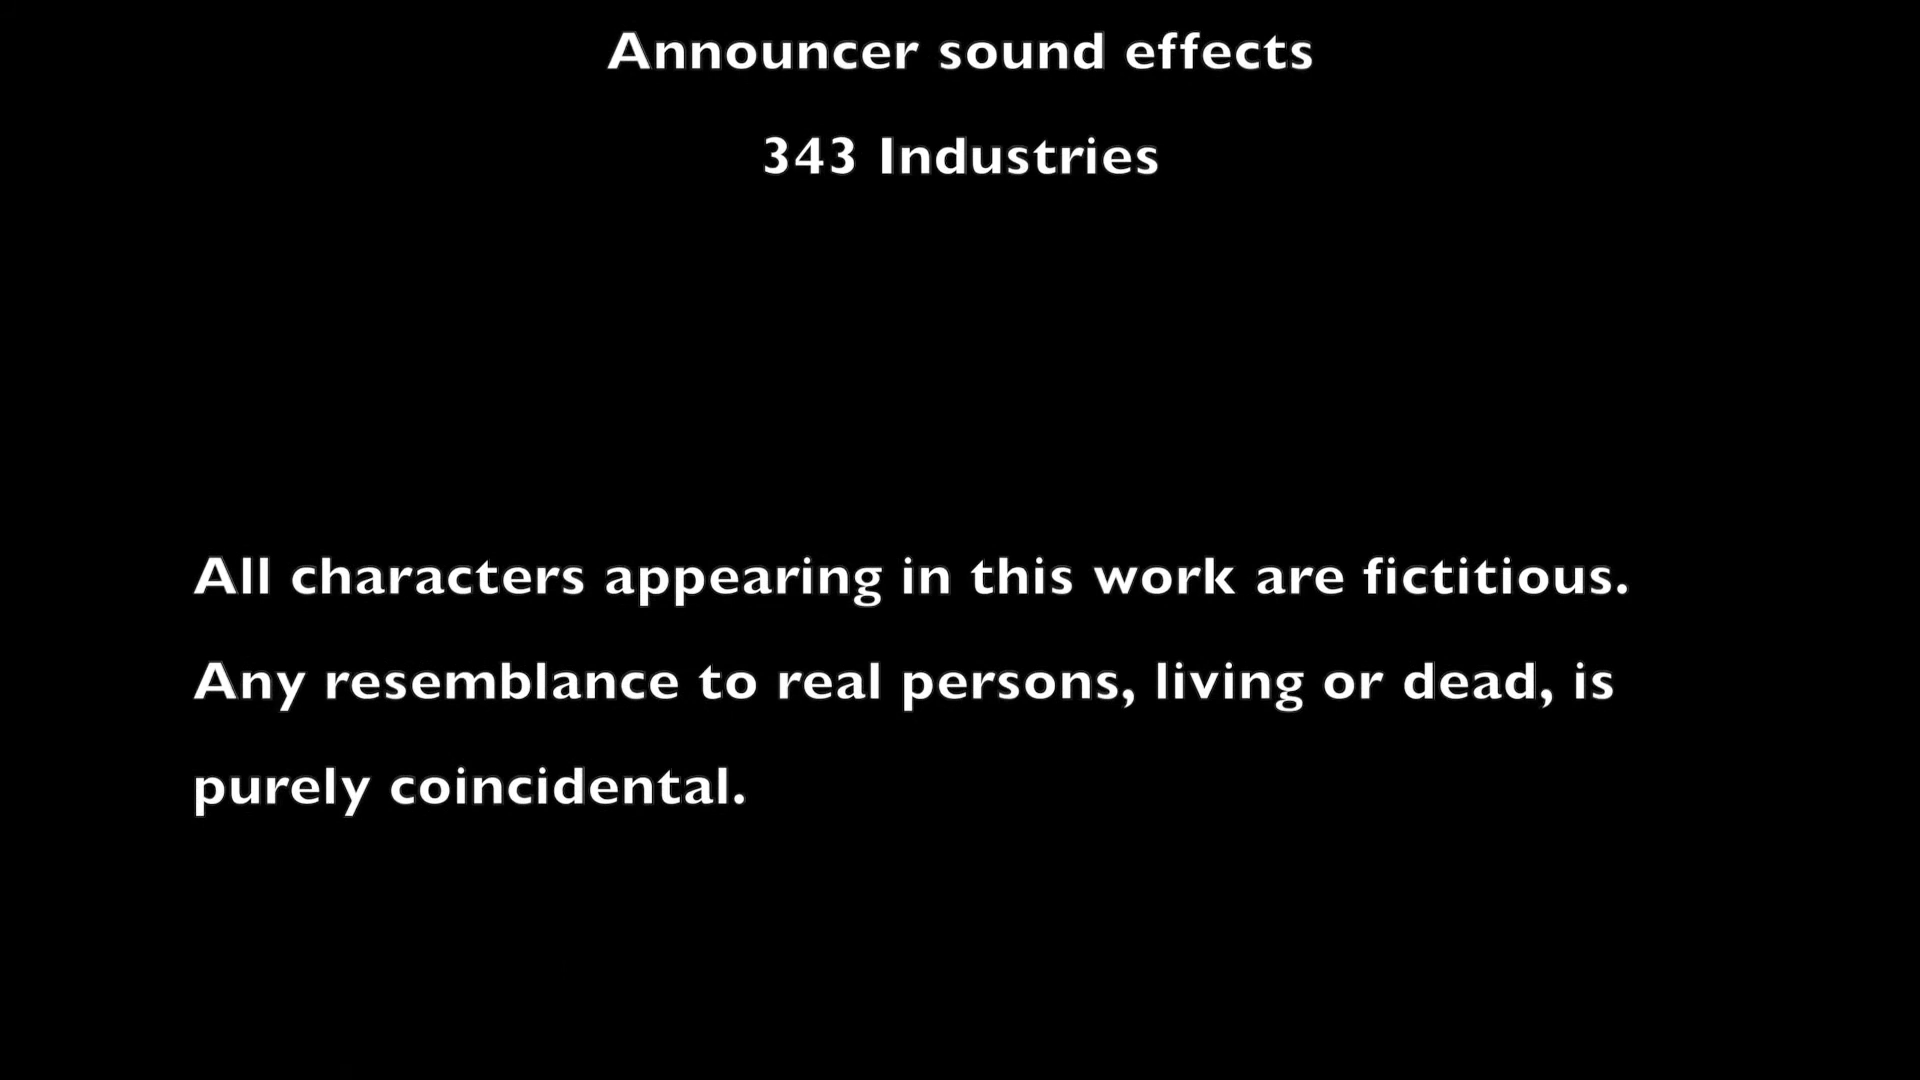 Announcer sound effects
343 Industries
All characters appearing in this work are fictitious.
Any resemblance to real persons, living or dead, is
purely coincidental.